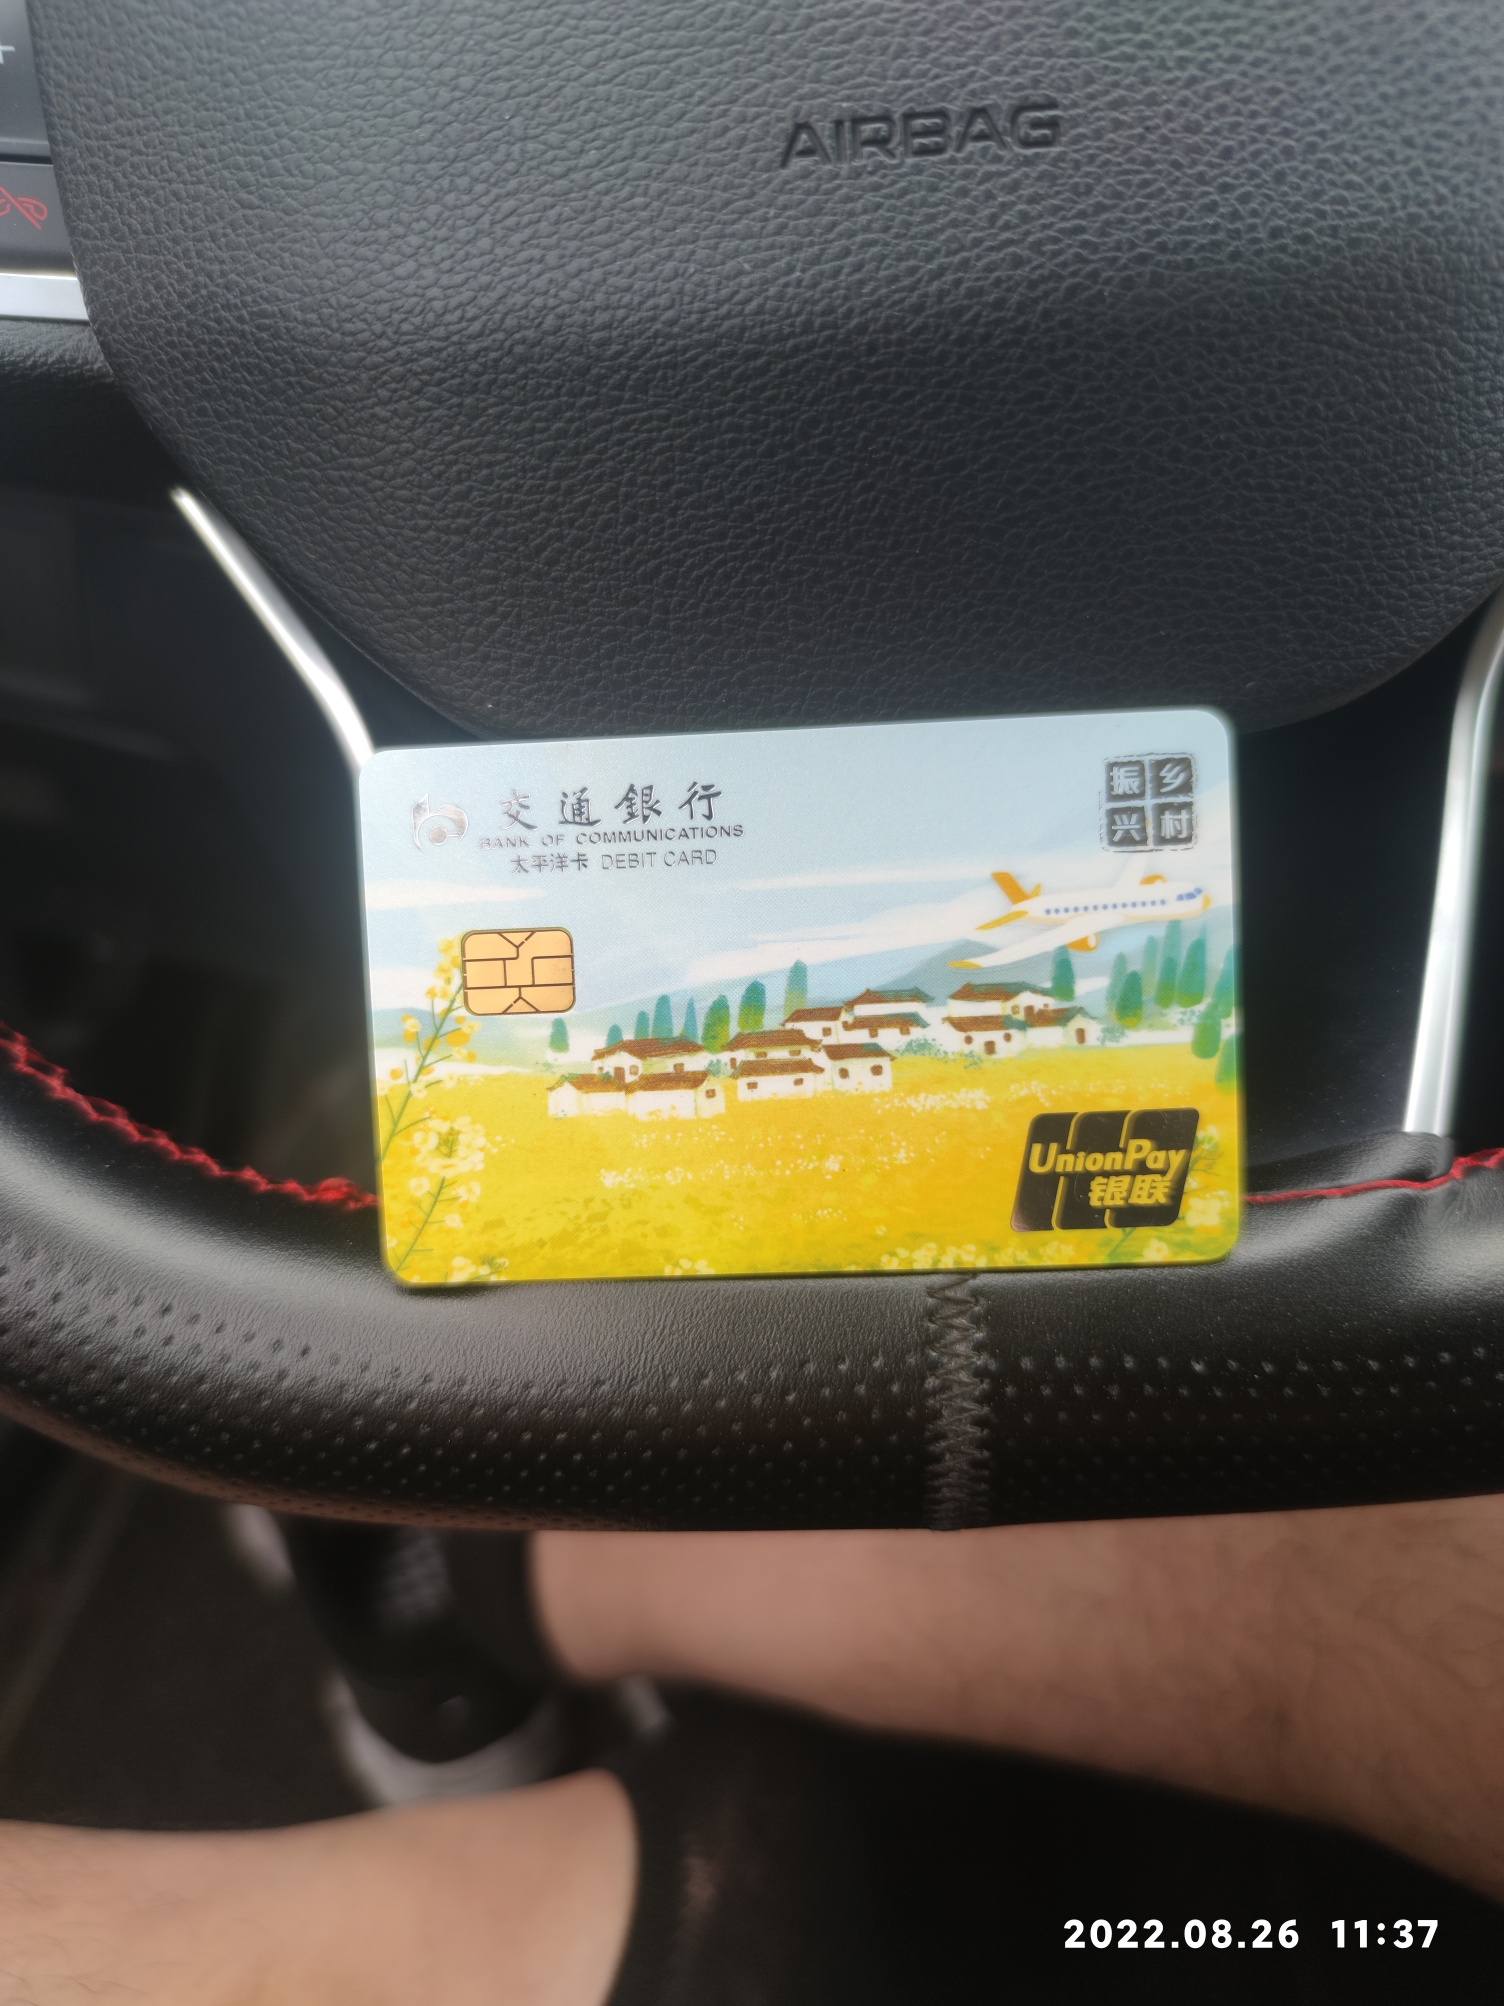 AIRBAG
交通銀行
BANK OF COMMUNICATIONS
太平洋卡 DEBIT CARD
振乡
兴村
UnionPay
银联
2022.08.26 11:37